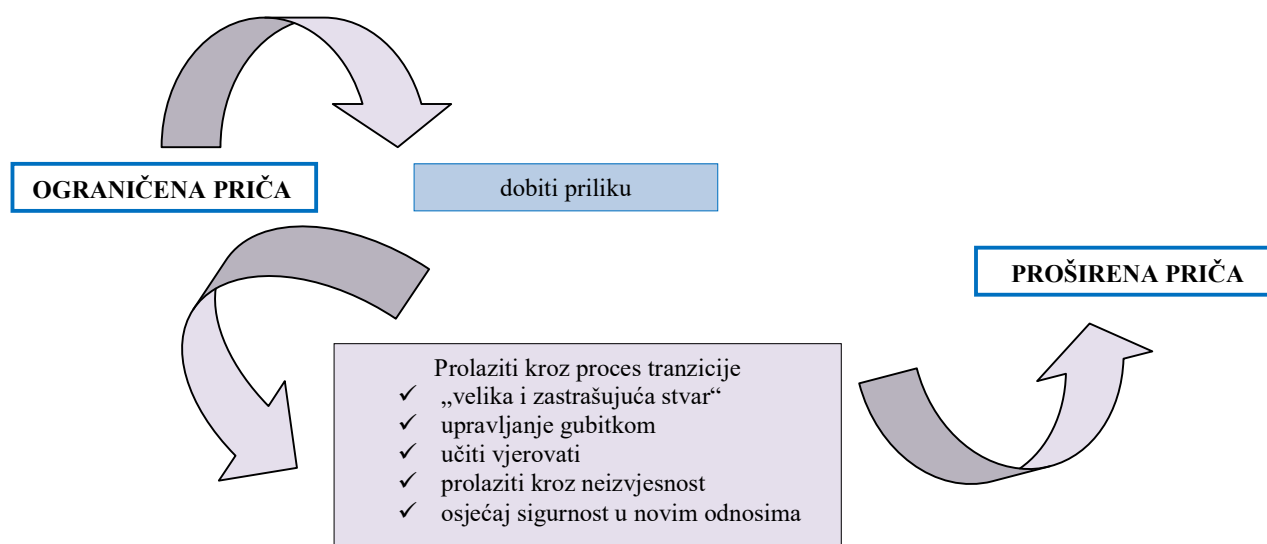 OGRANIČENA PRIČA
dobiti priliku
PROŠIRENA PRIČA
Prolaziti kroz proces tranzicije
✓ „velika i zastrašujuća stvar“
✓ upravljanje gubitkom
✓ učiti vjerovati
✓ prolaziti kroz neizvjesnost
✓ osjećaj sigurnost u novim odnosima